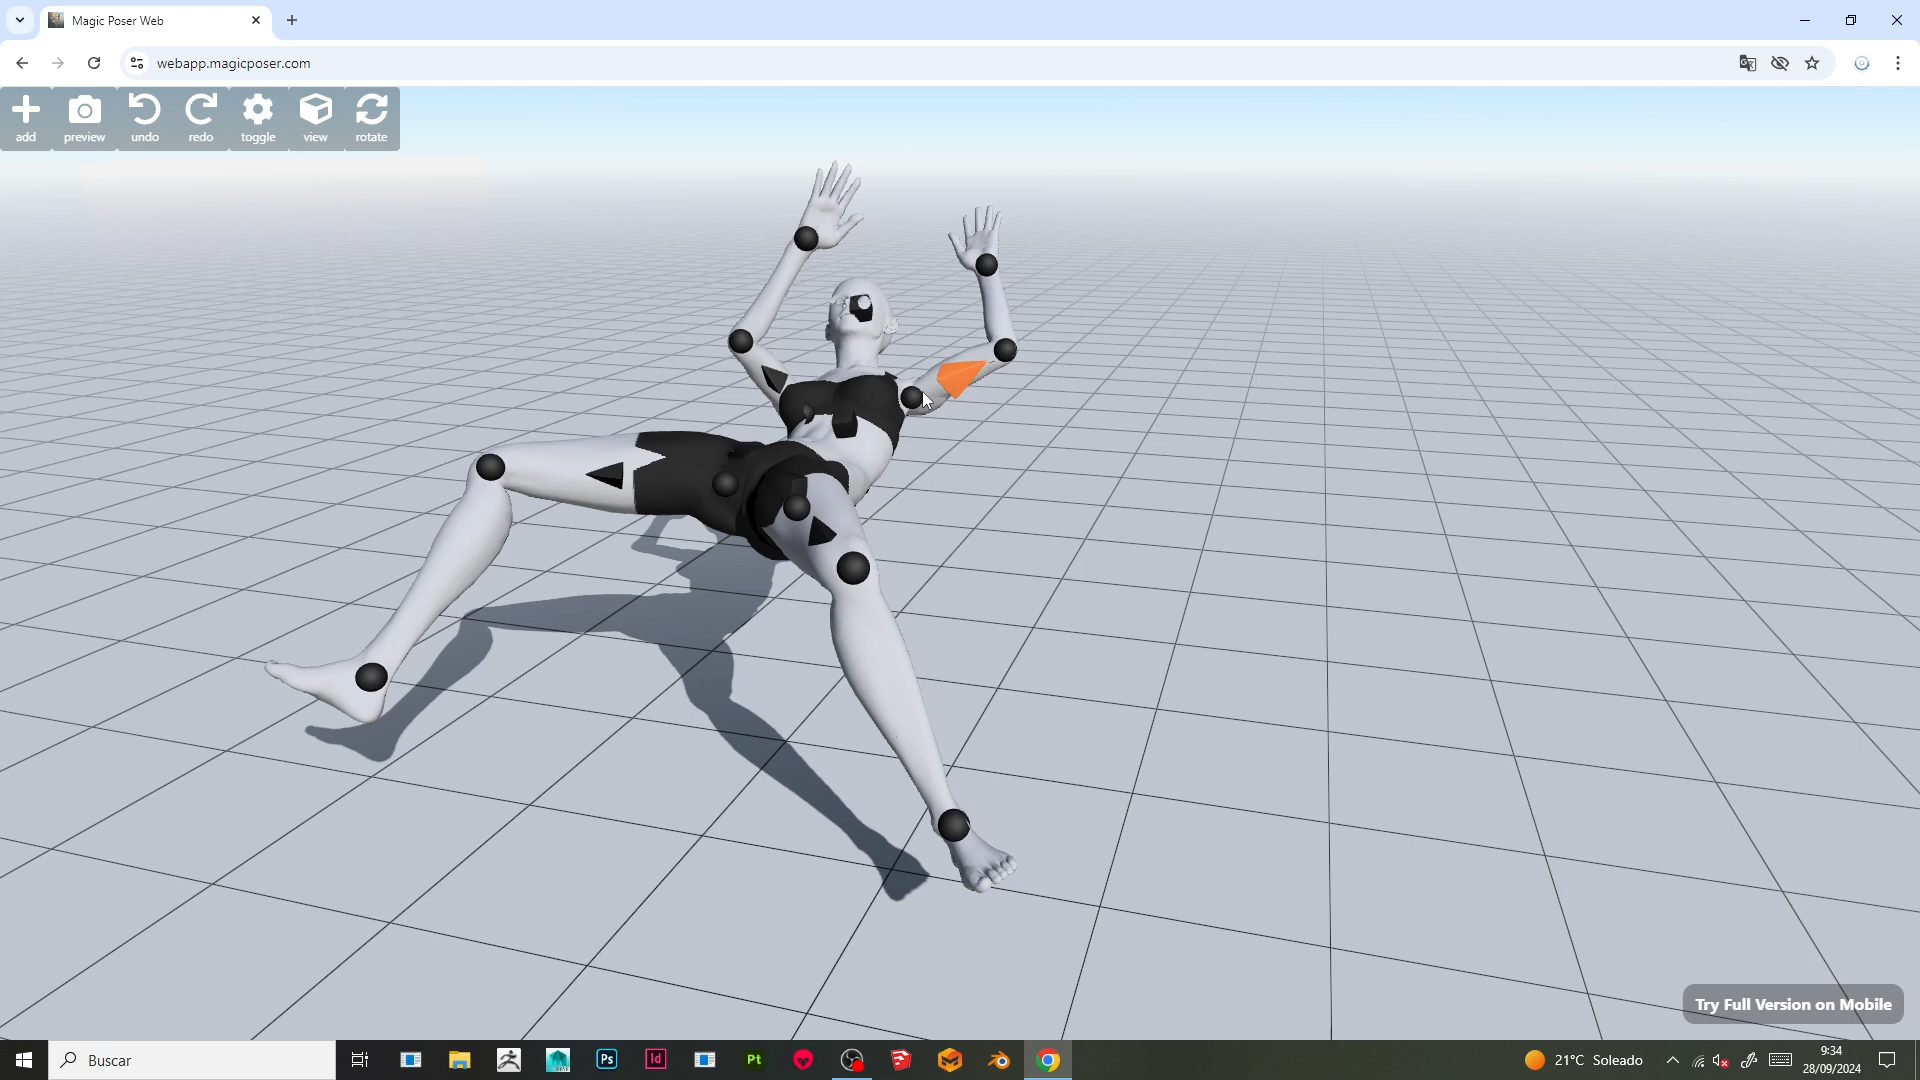 Magic Poser Web
webapp.magicposer.com
add
preview
undo
redo
toggle
view
rotate
Try Full Version on Mobile
Buscar
Ps
Id
Pt
21°C Soleado
9:34
28/09/2024